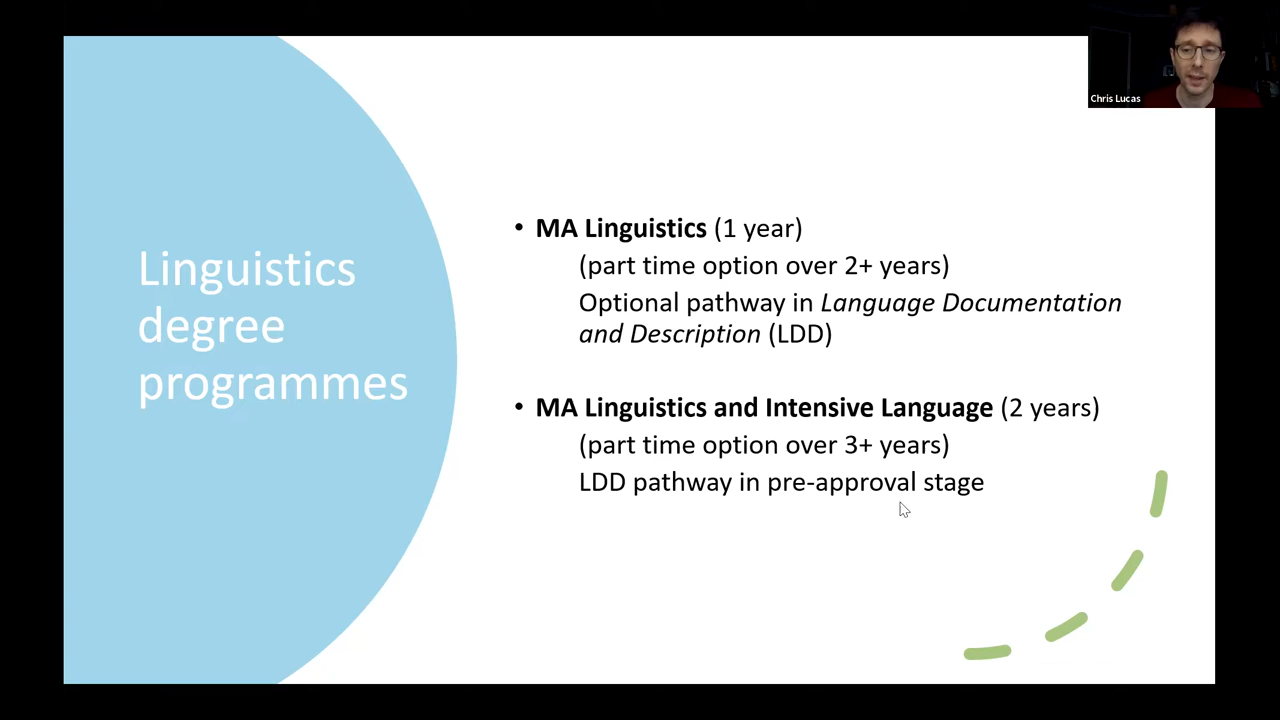 Chris Lucas
Linguistics
degree
programmes
• MA Linguistics (1 year)
(part time option over 2+ years)
Optional pathway in Language Documentation
and Description (LDD)
• MA Linguistics and Intensive Language (2 years)
(part time option over 3+ years)
LDD pathway in pre-approval stage